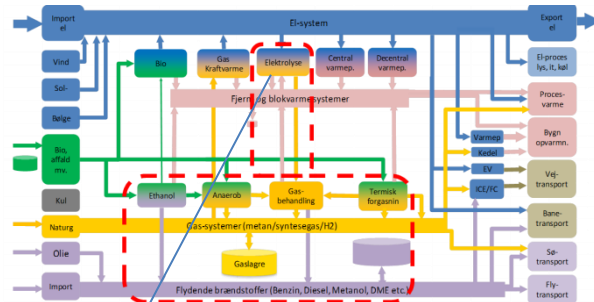 Import
el
El-system
Export
el
Vind
Sol-
Bølge
Bio,
affald
mv.
Kul
Naturg
Olie
Import
Bio
Gas
Kraftvarme
Elektrolyse
Central
varmep.
Decentral
varmep.
Fjern og blokvarmesystemer
Ethanol
Anaerob
Gas-
behandling
Termisk
forgasnin
Gas-systemer (metan/syntesegas/H2)
Gaslagre
Flydende brændstoffer (Benzin, Diesel, Metanol, DME etc.)
Varmep
Kedel
EV
ICE/FC
El-proces
lys, it, køl
Proces-
varme
Bygn
opvarmn.
Vej-
transport
Bane-
transport
Sø-
transport
Fly-
transport